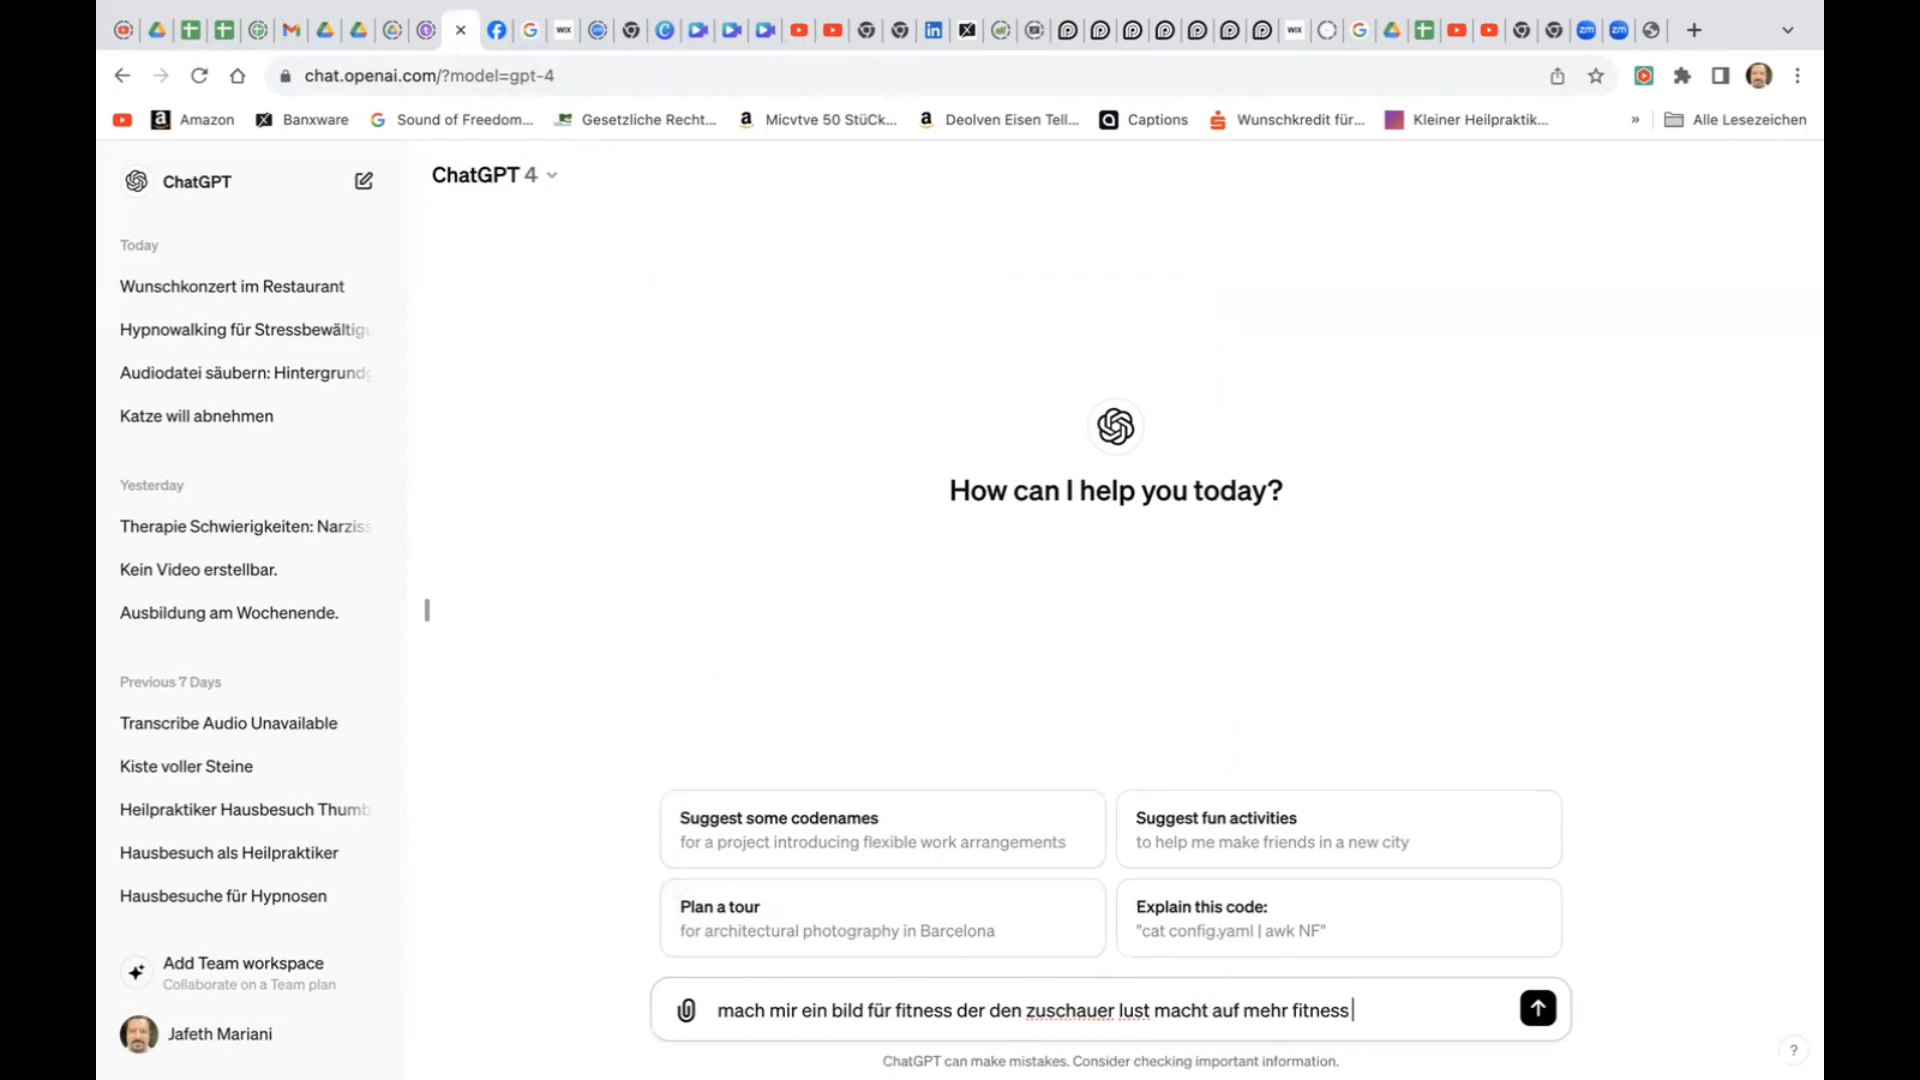 chat.openai.com/?model=gpt-4
Amazon
Banxware
Sound of Freedom...
Gesetzliche Recht...
Micvtve 50 StüCk...
Deolven Eisen Tell...
Captions
Wunschkredit für...
Kleiner Heilpraktik...
»
Alle Lesezeichen
ChatGPT
ChatGPT 4
Today
Wunschkonzert im Restaurant
Hypnowalking für Stressbewältigu
Audiodatei säubern: Hintergrundg
Katze will abnehmen
Yesterday
Therapie Schwierigkeiten: Narziss
Kein Video erstellbar.
Ausbildung am Wochenende.
Previous 7 Days
Transcribe Audio Unavailable
Kiste voller Steine
Heilpraktiker Hausbesuch Thumb
Hausbesuch als Heilpraktiker
Hausbesuche für Hypnosen
Add Team workspace
Collaborate on a Team plan
Jafeth Mariani
How can I help you today?
Suggest some codenames
for a project introducing flexible work arrangements
Suggest fun activities
to help me make friends in a new city
Plan a tour
for architectural photography in Barcelona
Explain this code:
"cat config.yaml | awk NF"
mach mir ein bild für fitness der den zuschauer lust macht auf mehr fitness
ChatGPT can make mistakes. Consider checking important information.
?